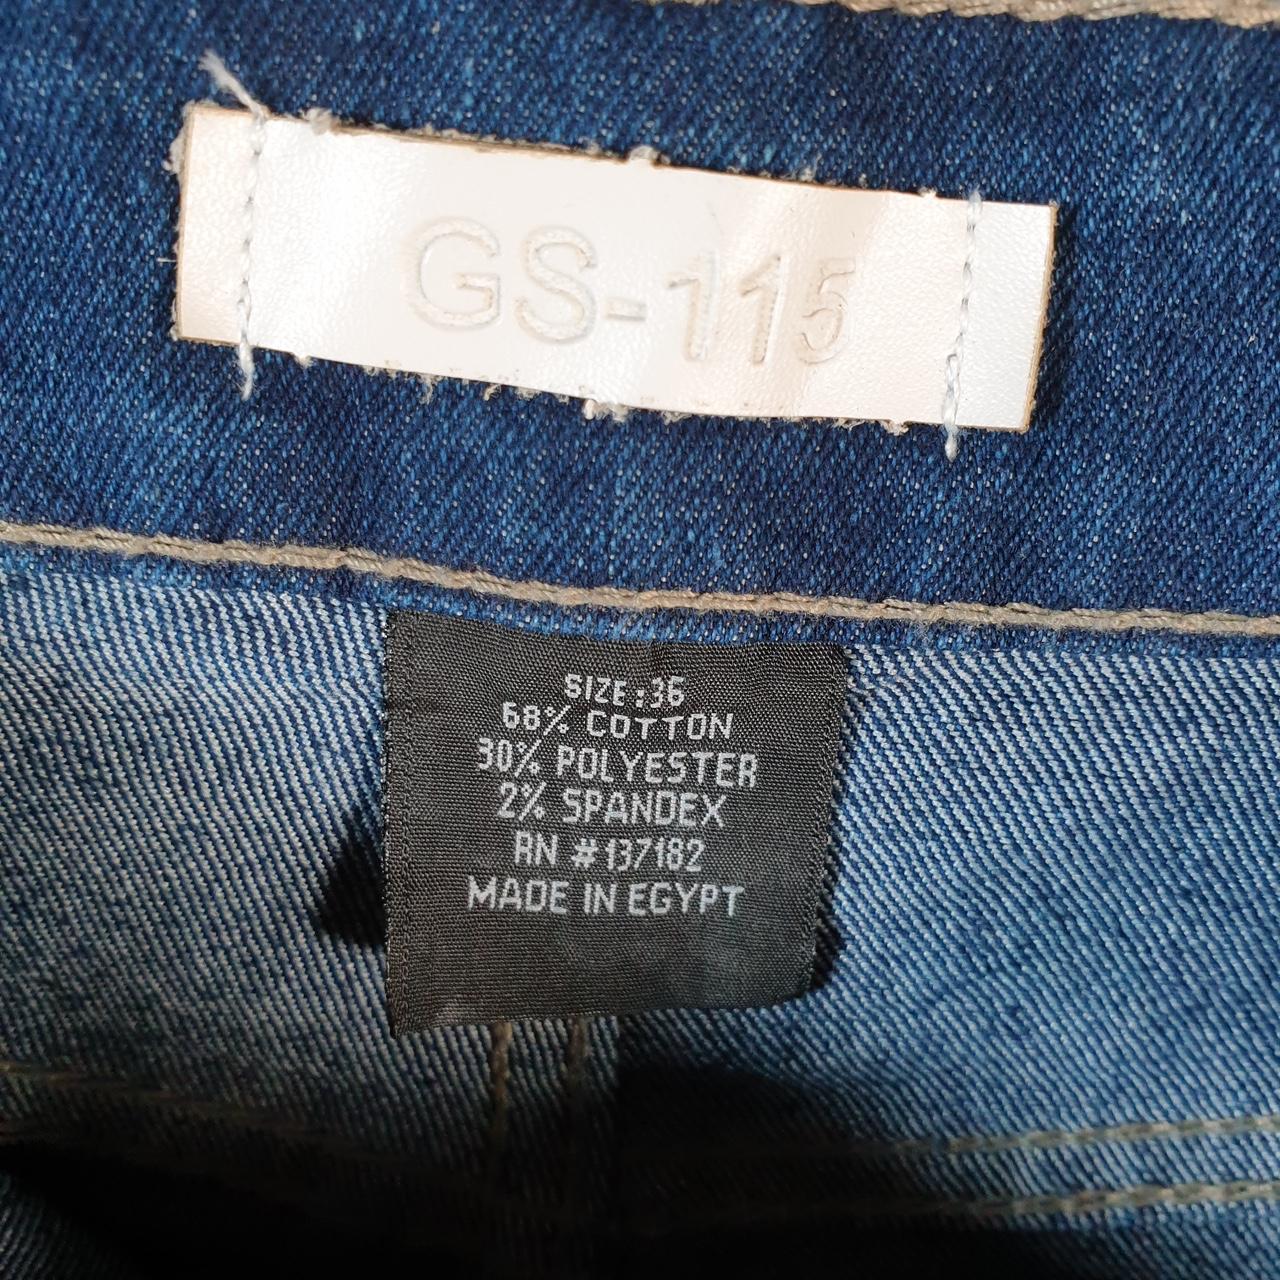 GS-115
SIZE:36
68% COTTON
30% POLYESTER
2% SPANDEX
RN #137182
MADE IN EGYPT